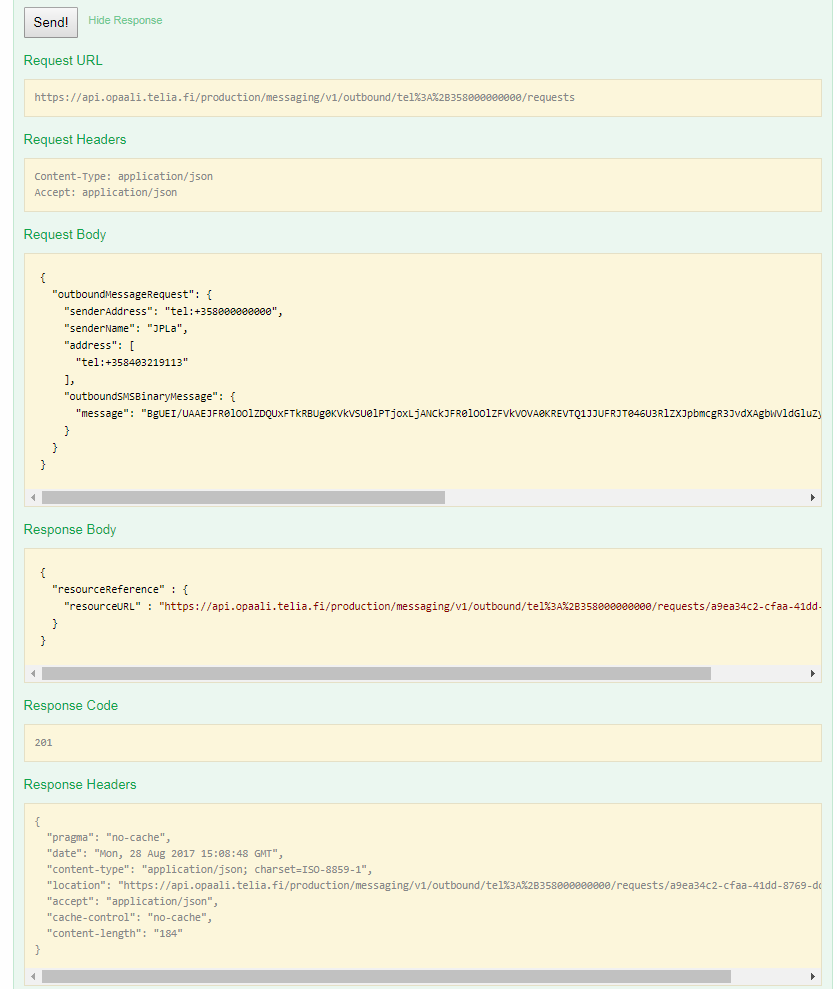 Send! Hide Response
Request URL
https://api.opaali.telia.fi/production/messaging/v1/outbound/tel%3A%2B358000000000/requests
Request Headers
Content-Type: application/json
Accept: application/json
Request Body
{
"outboundMessageRequest": {
"senderAddress": "tel:+358000000000",
"senderName": "JPLa",
"address": [
"tel:+358403219113"
],
"outboundSMSBinaryMessage": {
"message": "BgUEI/UAAEJFR0lOOlZDQUxFTkRBUg0KVkVSU0lPTjoxLjANCkJFR0lOOlZFVkVOVA0KREVTQ1JJUFRJT046U3RlZXJpbmcgR3JvdXAgbWVldGluZy
}
}
}
Response Body
{
"resourceReference" : {
"resourceURL" : "https://api.opaali.telia.fi/production/messaging/v1/outbound/tel%3A%2B358000000000/requests/a9ea34c2-cfaa-41dd-
}
}
Response Code
201
Response Headers
{
"pragma": "no-cache",
"date": "Mon, 28 Aug 2017 15:08:48 GMT",
"content-type": "application/json; charset=ISO-8859-1",
"location": "https://api.opaali.telia.fi/production/messaging/v1/outbound/tel%3A%2B358000000000/requests/a9ea34c2-cfaa-41dd-8769-dd
"accept": "application/json",
"cache-control": "no-cache",
"content-length": "184"
}